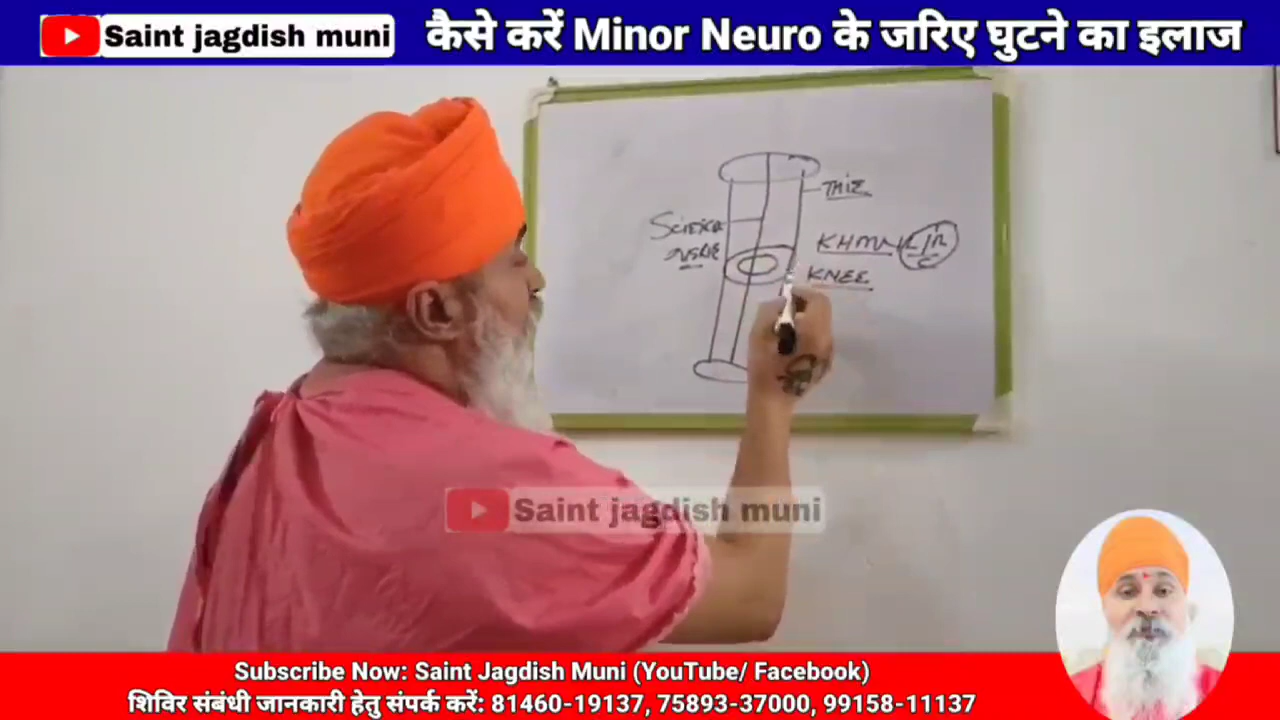 Saint jagdish muni
कैसे करें Minor Neuro के जरिए घुटने का इलाज
THIE
KHMN
KNEE
Saint jagdish muni
Subscribe Now: Saint Jagdish Muni (YouTube/ Facebook)
शिविर संबंधी जानकारी हेतु संपर्क करें: 81460-19137, 75893-37000, 99158-11137